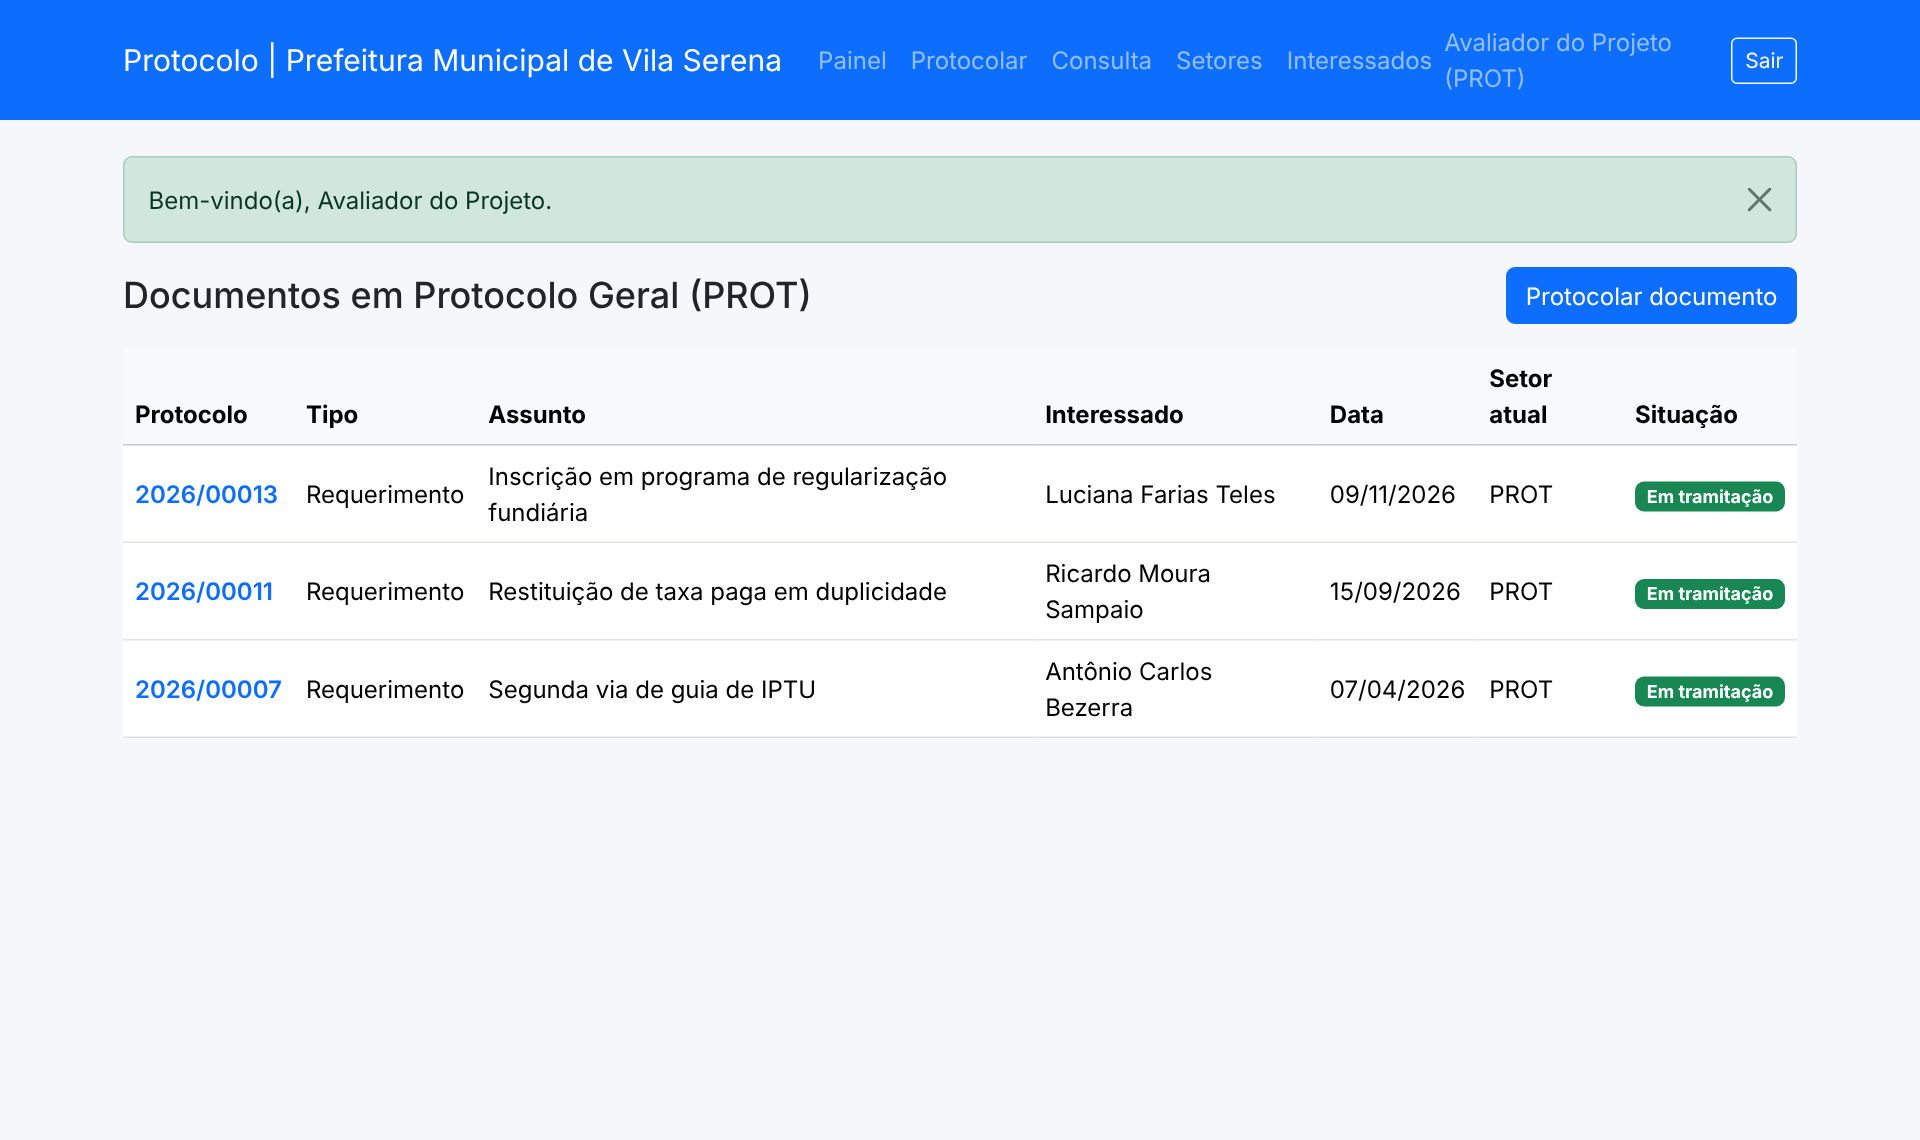 Protocolo | Prefeitura Municipal de Vila Serena
Painel
Protocolar
Consulta
Setores
Interessados
Avaliador do Projeto
(PROT)
Sair
Bem-vindo(a), Avaliador do Projeto.
Documentos em Protocolo Geral (PROT)
Protocolar documento
Protocolo Tipo Assunto Interessado Data Setor atual Situação
2026/00013 Requerimento Inscrição em programa de regularização fundiária Luciana Farias Teles 09/11/2026 PROT Em tramitação
2026/00011 Requerimento Restituição de taxa paga em duplicidade Ricardo Moura Sampaio 15/09/2026 PROT Em tramitação
2026/00007 Requerimento Segunda via de guia de IPTU Antônio Carlos Bezerra 07/04/2026 PROT Em tramitação